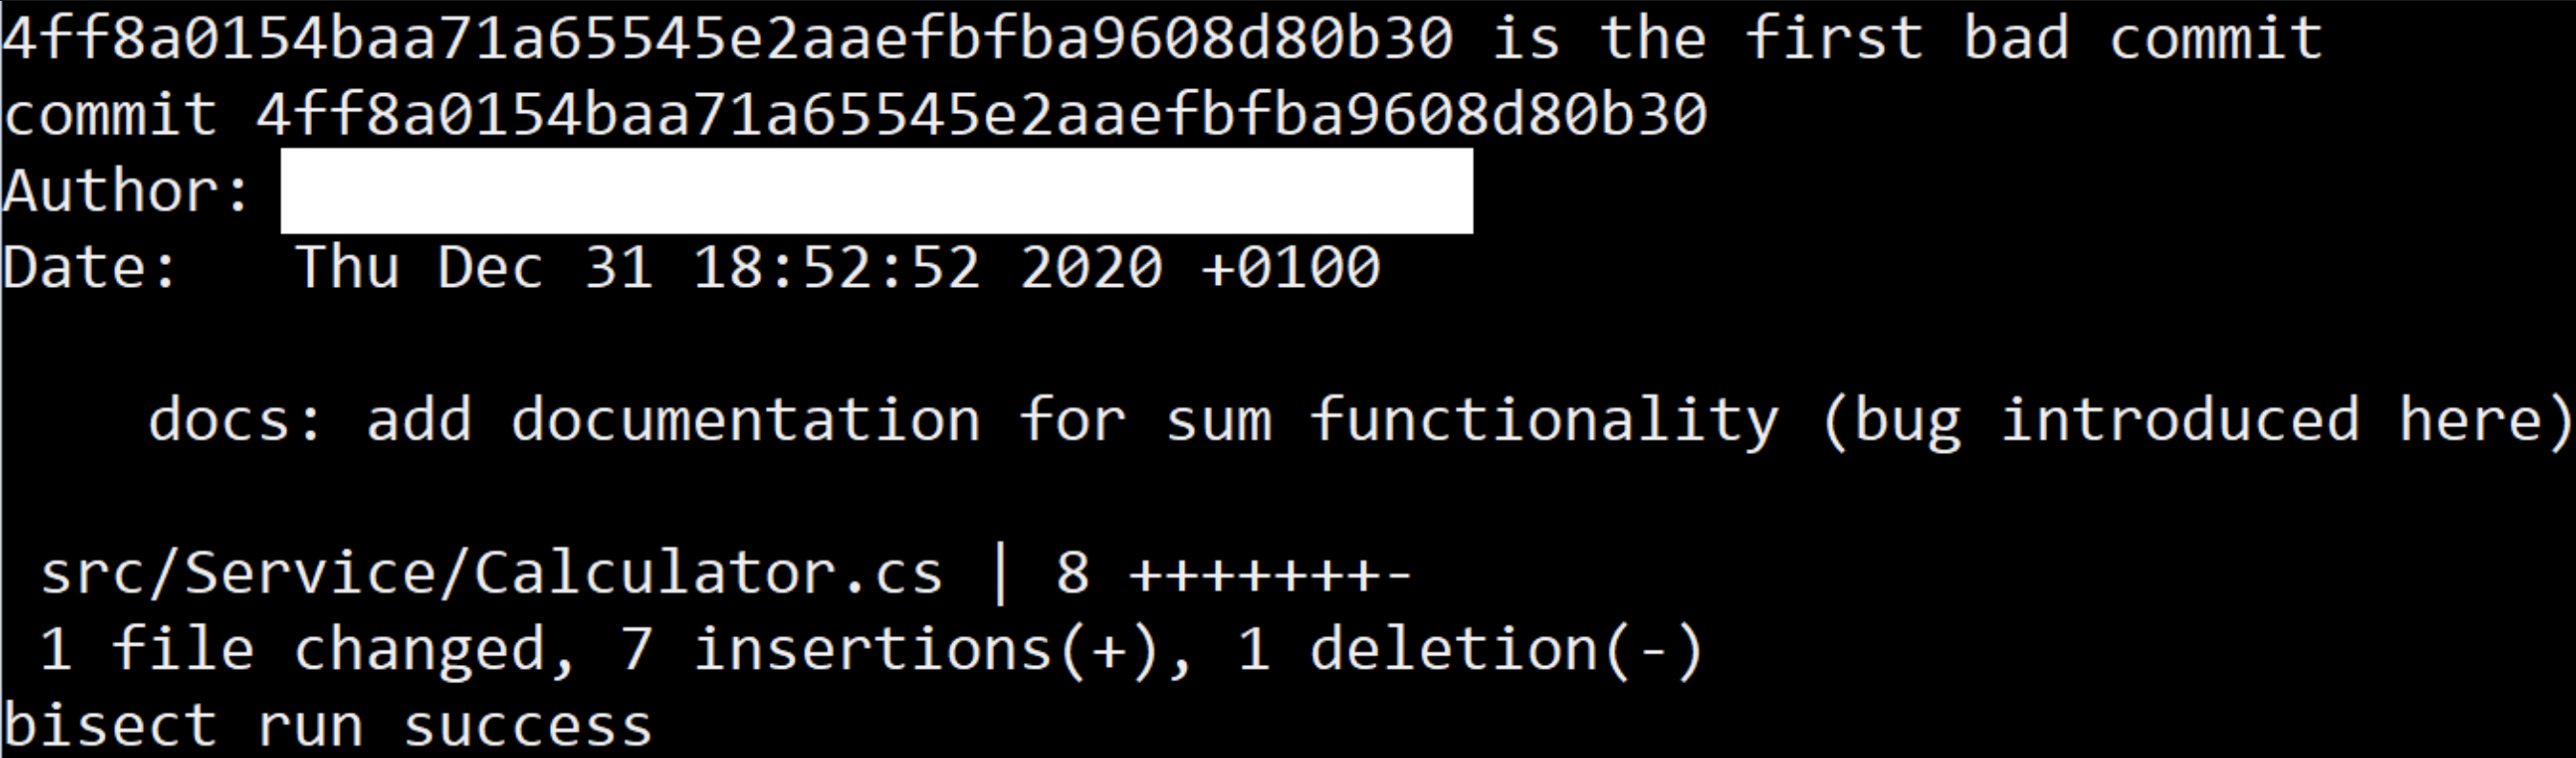 4ff8a0154baa71a65545e2aaefbfba9608d80b30 is the first bad commit
commit 4ff8a0154baa71a65545e2aaefbfba9608d80b30
Author:
Date:   Thu Dec 31 18:52:52 2020 +0100
    docs: add documentation for sum functionality (bug introduced here)
 src/Service/Calculator.cs | 8 +++++++-
 1 file changed, 7 insertions(+), 1 deletion(-)
bisect run success